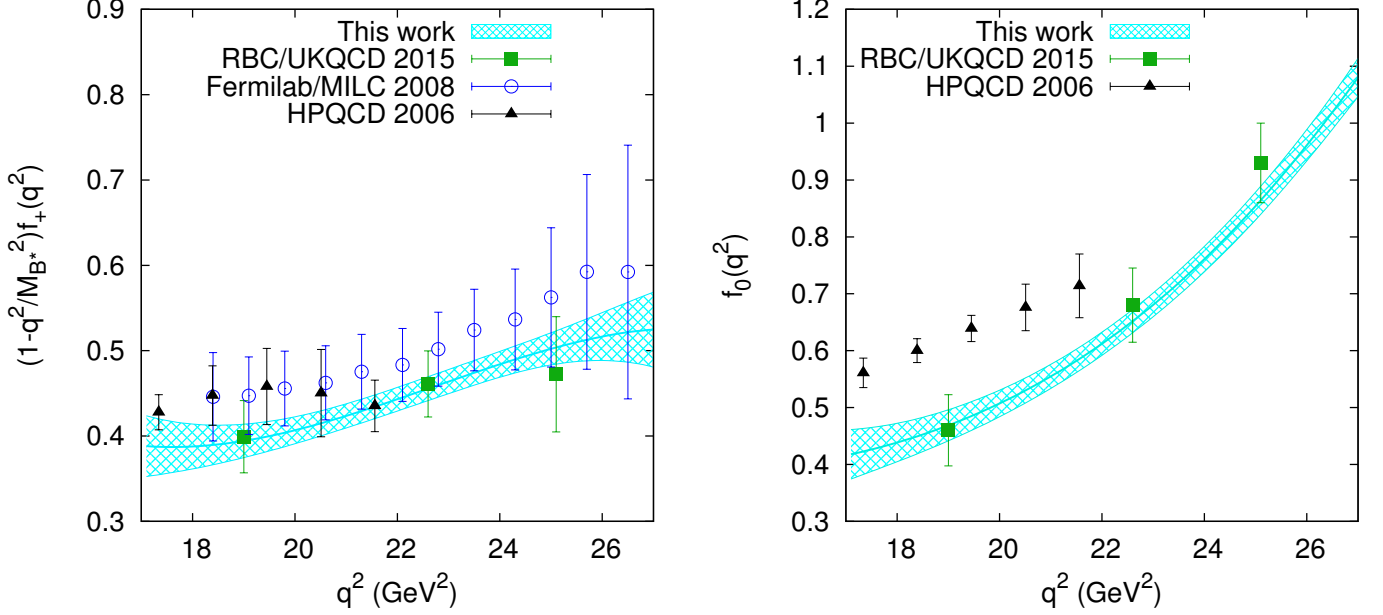 0.9
0.8
0.7
0.6
0.5
0.4
0.3
18 20 22 24 26
q² (GeV²)
(1-q²/M_B*²)f₊(q²)
This work
RBC/UKQCD 2015
Fermilab/MILC 2008
HPQCD 2006
1.2
1.1
1
0.9
0.8
0.7
0.6
0.5
0.4
0.3
18 20 22 24 26
q² (GeV²)
f₀(q²)
This work
RBC/UKQCD 2015
HPQCD 2006